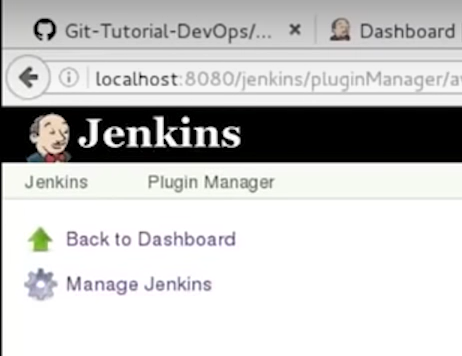 Git-Tutorial-DevOps/... × Dashboard
localhost:8080/jenkins/pluginManager/
Jenkins
Jenkins Plugin Manager
Back to Dashboard
Manage Jenkins